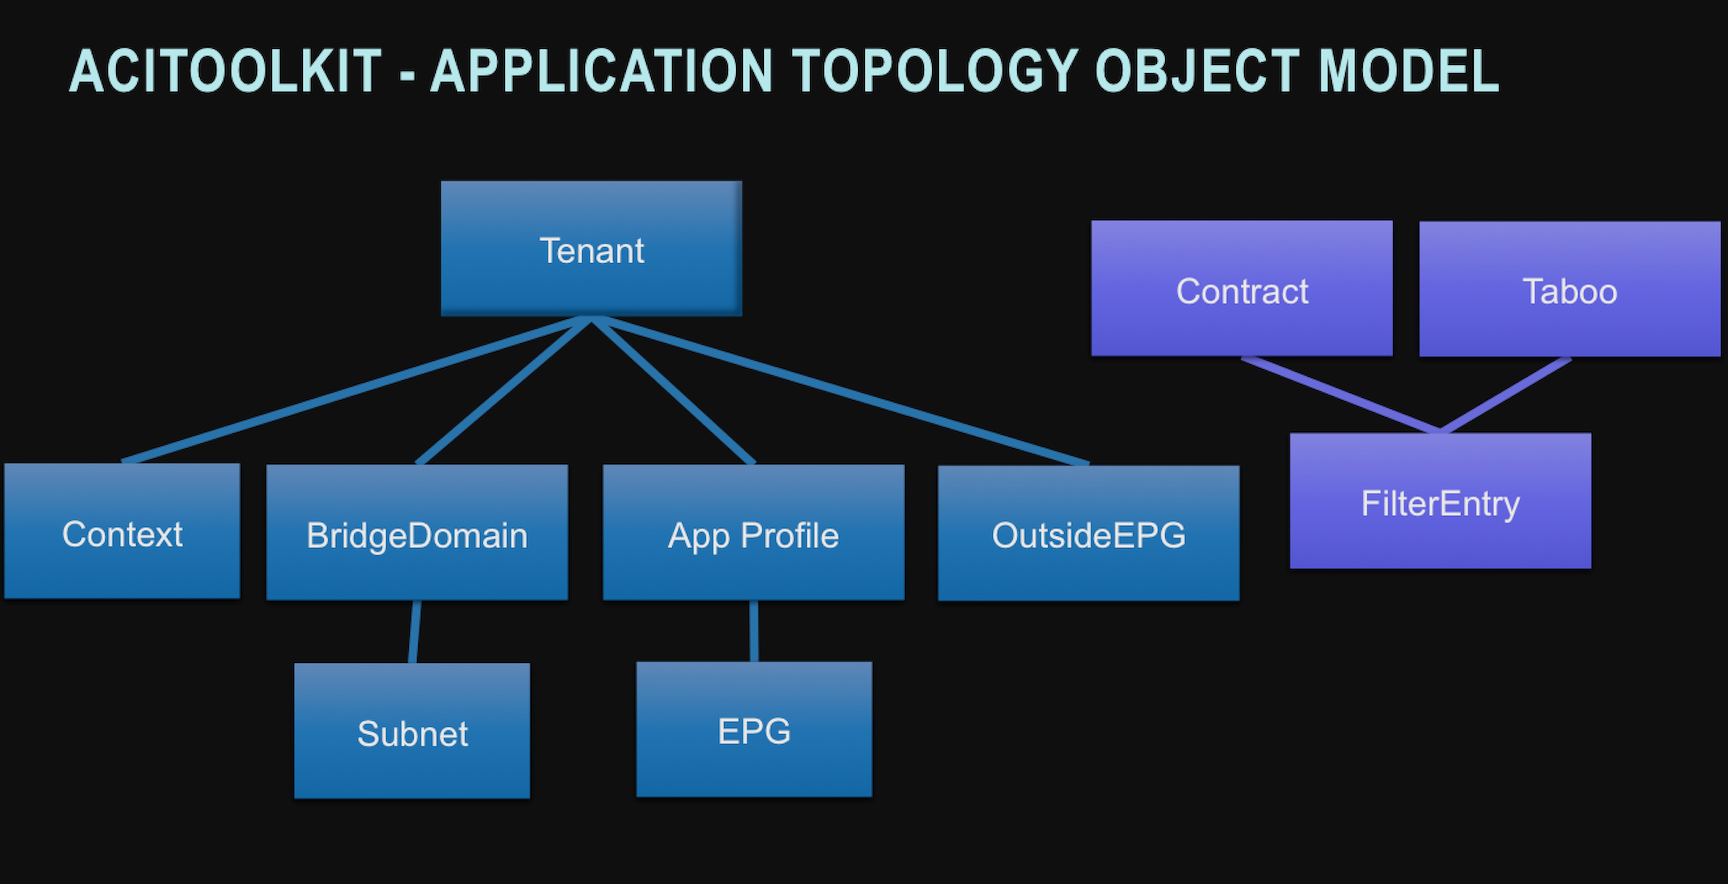 ACITOOLKIT - APPLICATION TOPOLOGY OBJECT MODEL
Tenant
Contract
Taboo
Context
BridgeDomain
App Profile
OutsideEPG
FilterEntry
Subnet
EPG